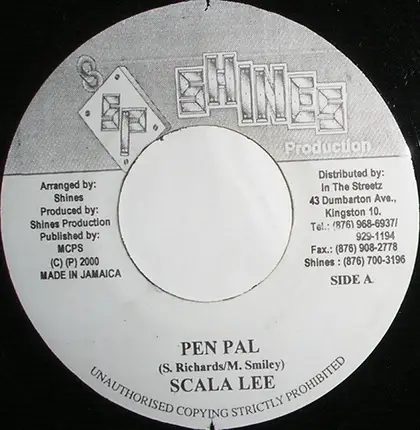 S P
SHINES
Production
Arranged by:
Shines
Produced by:
Shines Production
Published by:
MCPS
(C) (P) 2000
MADE IN JAMAICA
Distributed by:
In The Streetz
43 Dumbarton Ave.,
Kingston 10.
Tel.: (876) 968-6937/
929-1194
Fax.: (876) 908-2778
Shines : (876) 700-3196
SIDE A
PEN PAL
(S. Richards/M. Smiley)
SCALA LEE
UNAUTHORISED COPYING STRICTLY PROHIBITED